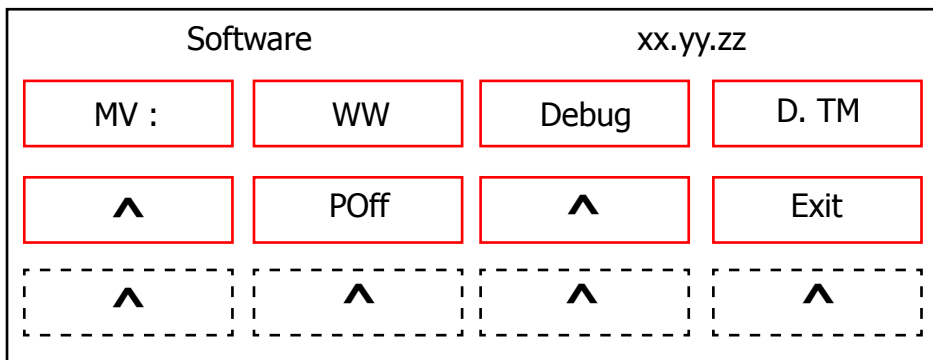 Software xx.yy.zz
MV : WW Debug D. TM
^ POff ^ Exit
^ ^ ^ ^